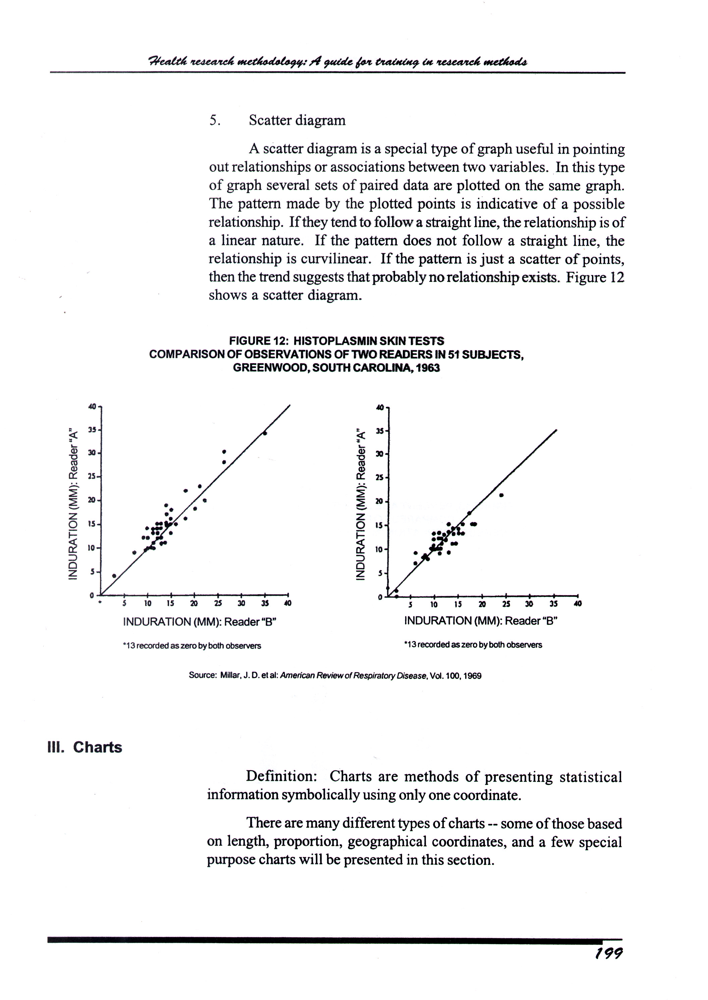 Health research methodology: A guide for training in research methods
5. Scatter diagram
A scatter diagram is a special type of graph useful in pointing
out relationships or associations between two variables. In this type
of graph several sets of paired data are plotted on the same graph.
The pattern made by the plotted points is indicative of a possible
relationship. If they tend to follow a straight line, the relationship is of
a linear nature. If the pattern does not follow a straight line, the
relationship is curvilinear. If the pattern is just a scatter of points,
then the trend suggests that probably no relationship exists. Figure 12
shows a scatter diagram.
FIGURE 12: HISTOPLASMIN SKIN TESTS
COMPARISON OF OBSERVATIONS OF TWO READERS IN 51 SUBJECTS,
GREENWOOD, SOUTH CAROLINA, 1963
INDURATION (MM): Reader "A"
40
35
30
25
20
15
10
5
0
* 5 10 15 20 25 30 35 40
INDURATION (MM): Reader "B"
*13 recorded as zero by both observers
INDURATION (MM): Reader "A"
40
35
30
25
20
15
10
5
0
5 10 15 20 25 30 35 40
INDURATION (MM): Reader "B"
*13 recorded as zero by both observers
Source: Millar, J. D. et al: American Review of Respiratory Disease, Vol. 100, 1969
III. Charts
Definition: Charts are methods of presenting statistical
information symbolically using only one coordinate.
There are many different types of charts -- some of those based
on length, proportion, geographical coordinates, and a few special
purpose charts will be presented in this section.
199